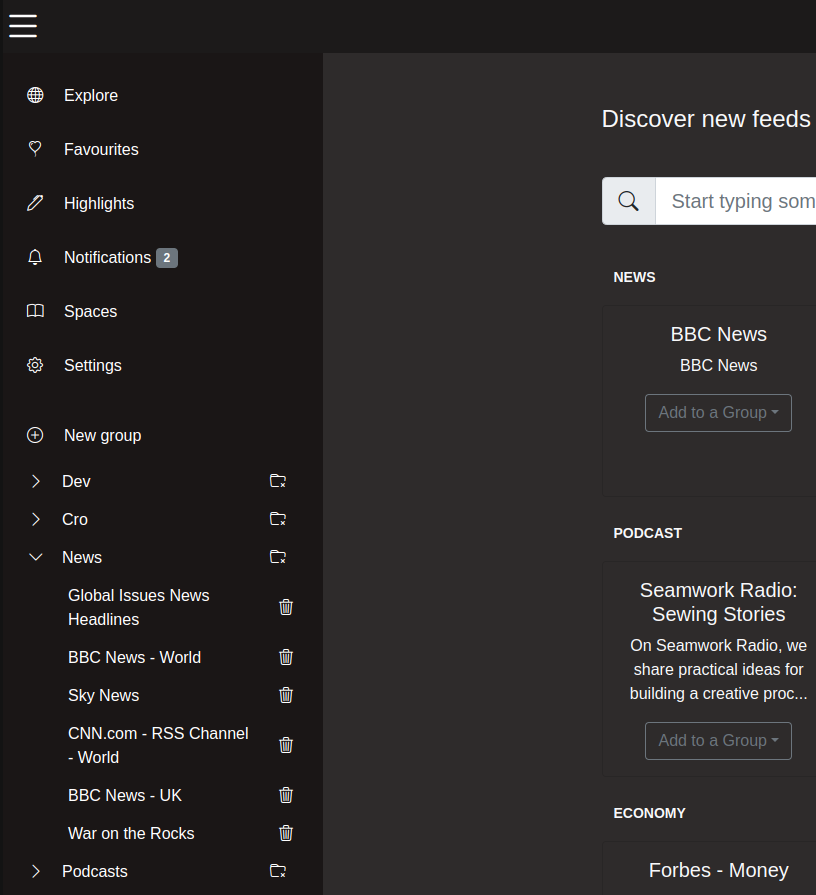 Explore
Favourites
Highlights
Notifications 2
Spaces
Settings
New group
Dev
Cro
News
Global Issues News
Headlines
BBC News - World
Sky News
CNN.com - RSS Channel
- World
BBC News - UK
War on the Rocks
Podcasts
Discover new feeds
Start typing som
NEWS
BBC News
BBC News
Add to a Group
PODCAST
Seamwork Radio:
Sewing Stories
On Seamwork Radio, we
share practical ideas for
building a creative proc...
Add to a Group
ECONOMY
Forbes - Money